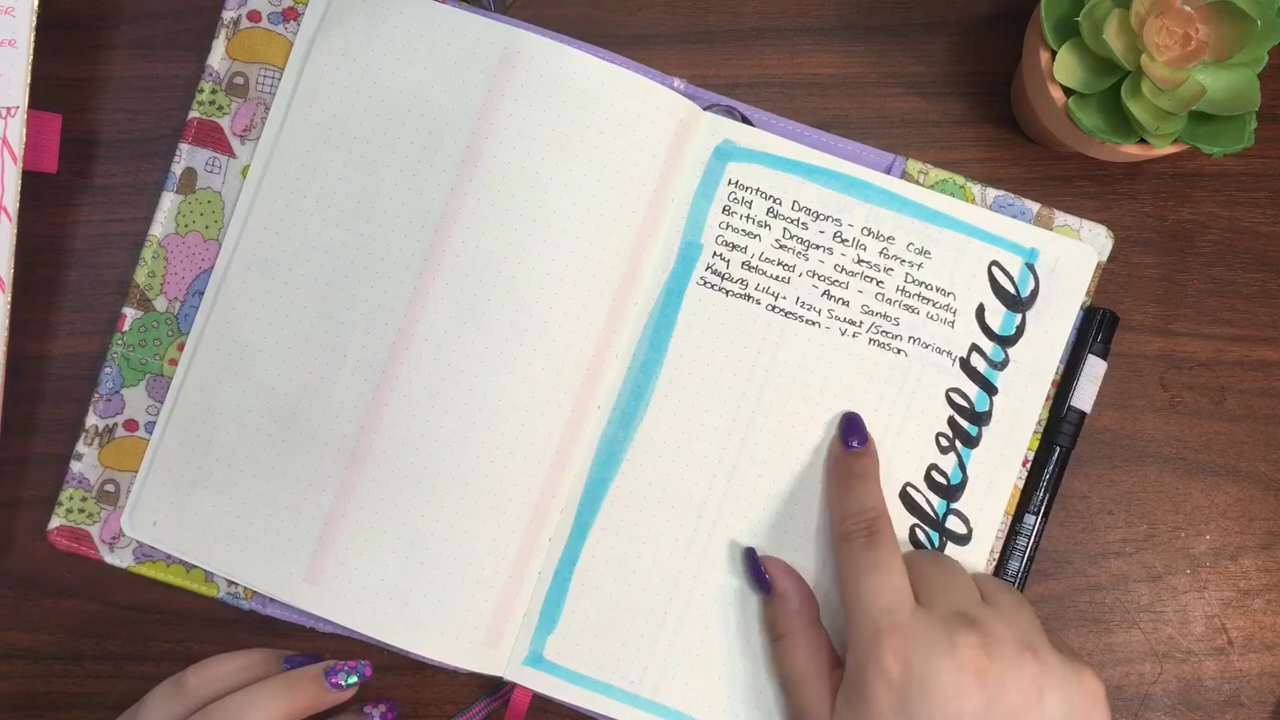 Montana Dragons - Chloe Cole
Cold Bloods - Bella forrest
British Dragons - Jessie Donovan
chosen Series - charlene Hartenady
Caged, Locked, chased - Clarissa Wild
My Beloved - Anna Santos
Keeping Lily - Izzy Sweet/Sean Moriarty
Sociopaths obsession - V.F mason
eference